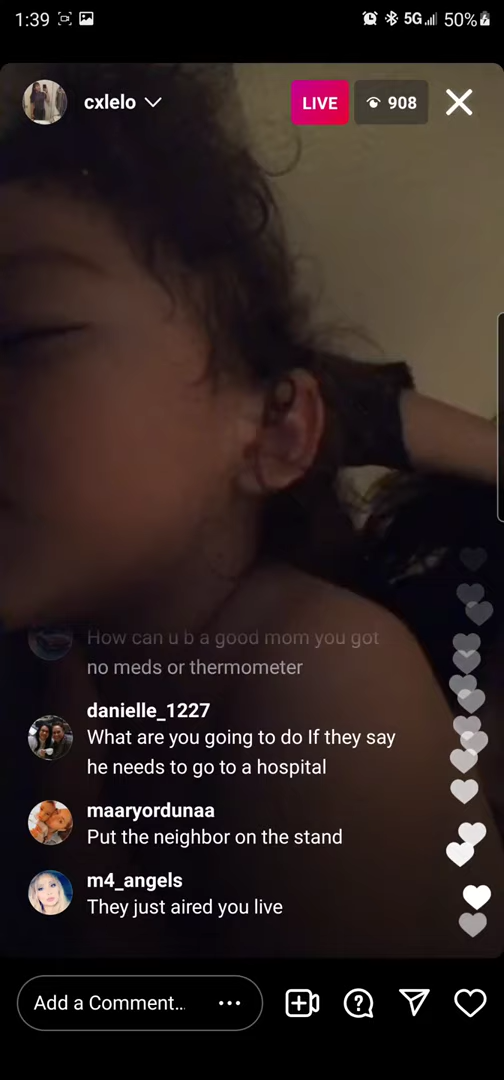 1:39 5G 50%
cxlelo LIVE 908
How can u b a good mom you got
no meds or thermometer
danielle_1227
What are you going to do If they say
he needs to go to a hospital
maaryordunaa
Put the neighbor on the stand
m4_angels
They just aired you live
Add a Comment...